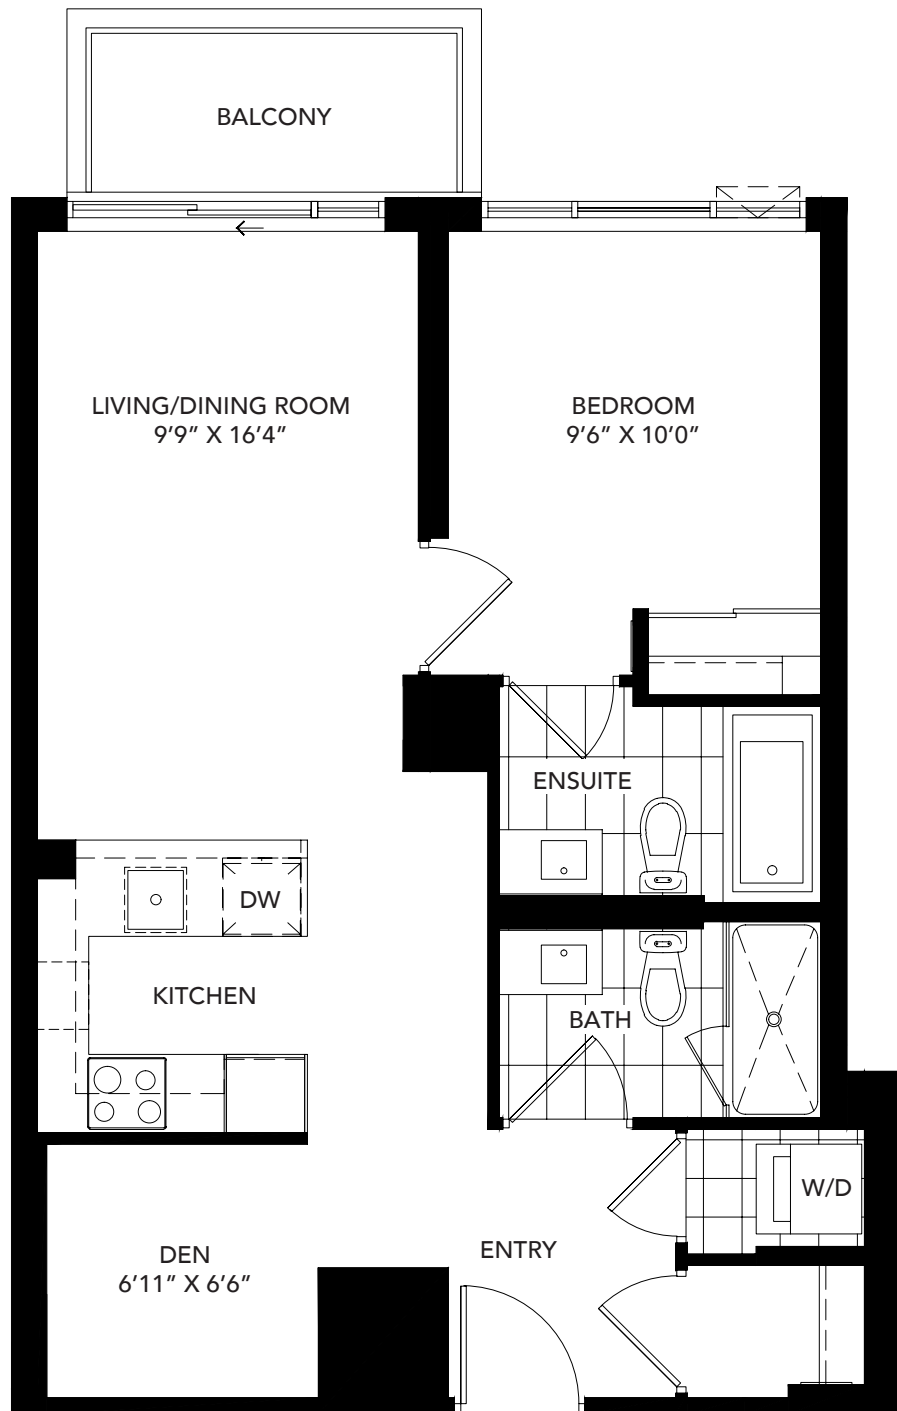 BALCONY
LIVING/DINING ROOM
9’9” X 16’4”
BEDROOM
9’6” X 10’0”
ENSUITE
DW
KITCHEN
BATH
W/D
ENTRY
DEN
6’11” X 6’6”